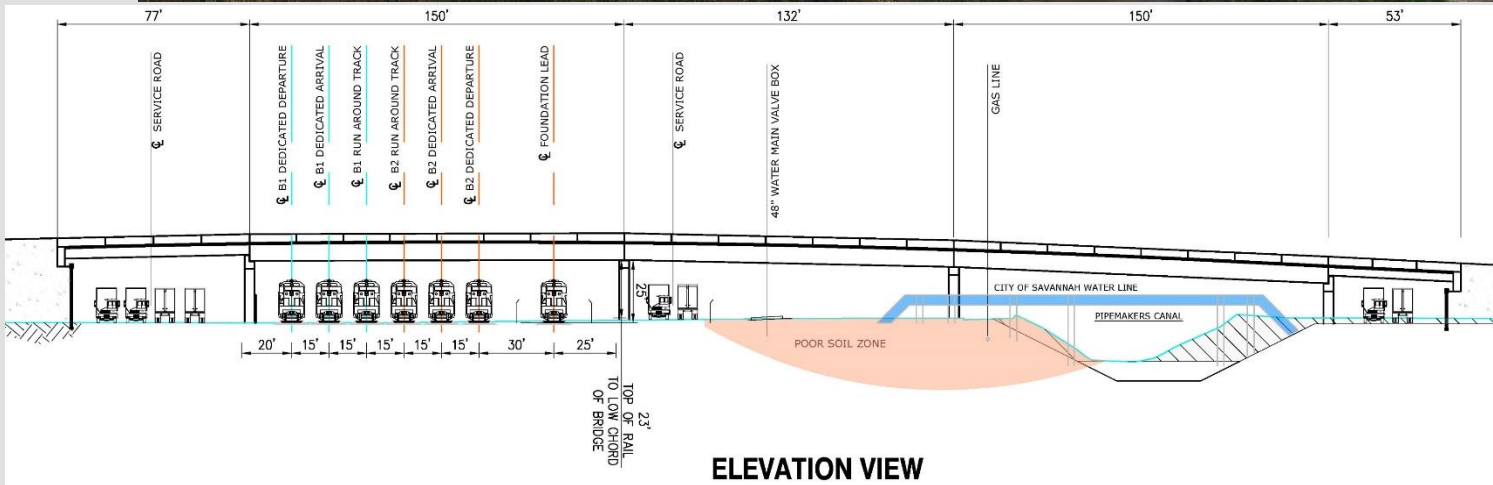 77'
150'
132'
150'
53'
℄ SERVICE ROAD
℄ B1 DEDICATED DEPARTURE
℄ B1 DEDICATED ARRIVAL
℄ B1 RUN AROUND TRACK
℄ B2 RUN AROUND TRACK
℄ B2 DEDICATED ARRIVAL
℄ B2 DEDICATED DEPARTURE
℄ FOUNDATION LEAD
℄ SERVICE ROAD
48" WATER MAIN VALVE BOX
GAS LINE
25'
CITY OF SAVANNAH WATER LINE
PIPEMAKERS CANAL
POOR SOIL ZONE
20'
15'
15'
15'
15'
15'
30'
25'
23'
TOP OF RAIL
TO LOW CHORD
OF BRIDGE
ELEVATION VIEW